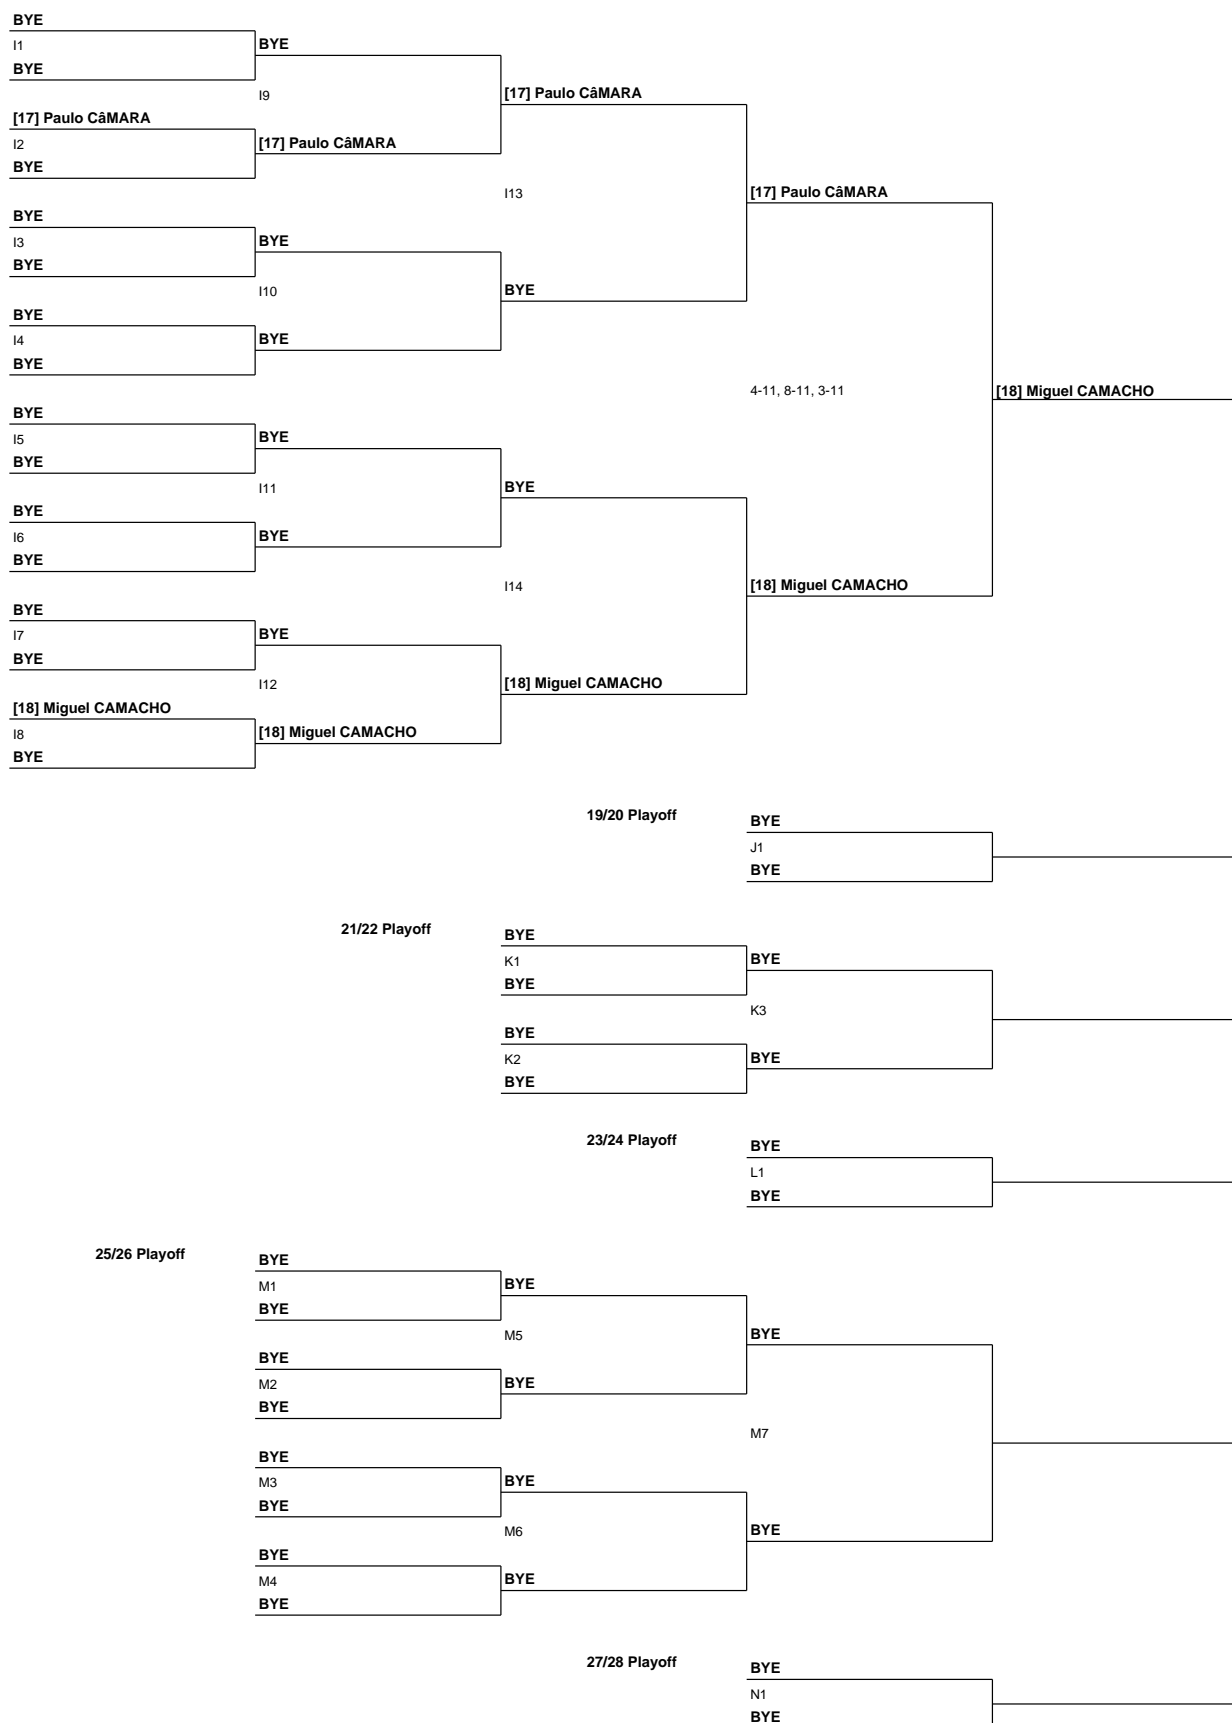 BYE
I1
BYE
BYE
I9
[17] Paulo CâMARA
[17] Paulo CâMARA
I2
[17] Paulo CâMARA
BYE
I13
[17] Paulo CâMARA
BYE
I3
BYE
BYE
I10
BYE
BYE
I4
BYE
BYE
4-11, 8-11, 3-11
[18] Miguel CAMACHO
BYE
I5
BYE
BYE
I11
BYE
BYE
I6
BYE
BYE
I14
[18] Miguel CAMACHO
BYE
I7
BYE
BYE
I12
[18] Miguel CAMACHO
[18] Miguel CAMACHO
I8
[18] Miguel CAMACHO
BYE
19/20 Playoff
BYE
J1
BYE
21/22 Playoff
BYE
K1
BYE
BYE
K3
BYE
K2
BYE
BYE
23/24 Playoff
BYE
L1
BYE
25/26 Playoff
BYE
M1
BYE
BYE
M5
BYE
BYE
M2
BYE
BYE
M7
BYE
M3
BYE
BYE
M6
BYE
BYE
M4
BYE
BYE
27/28 Playoff
BYE
N1
BYE